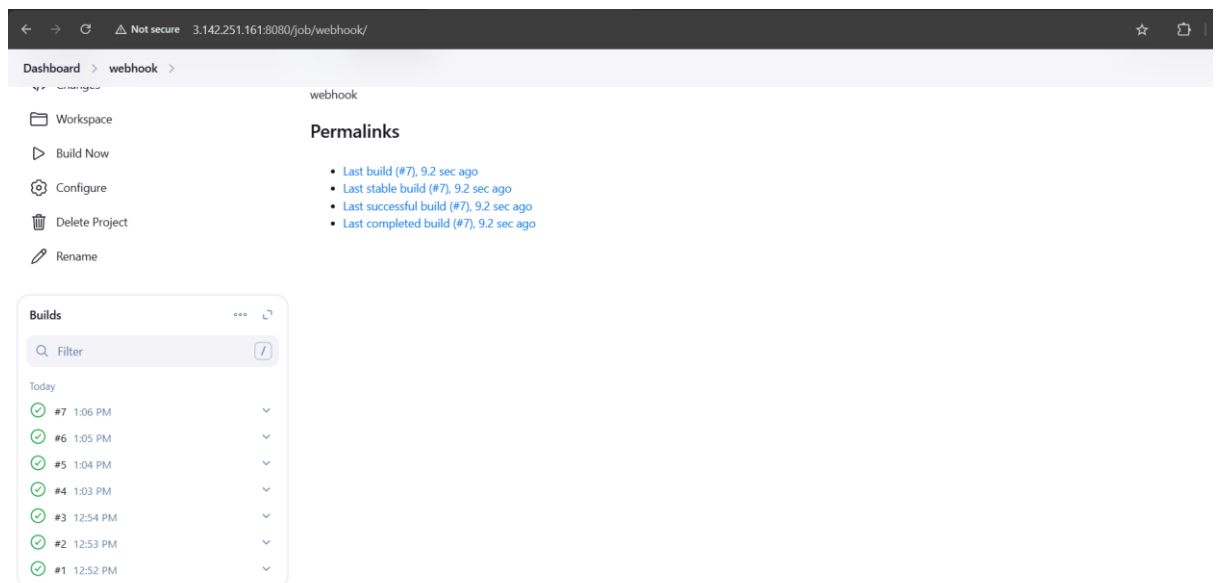 Not secure 3.142.251.161:8080/job/webhook/
Dashboard > webhook >
Changes
Workspace
Build Now
Configure
Delete Project
Rename
webhook
Permalinks
• Last build (#7), 9.2 sec ago
• Last stable build (#7), 9.2 sec ago
• Last successful build (#7), 9.2 sec ago
• Last completed build (#7), 9.2 sec ago
Builds
Filter /
Today
#7 1:06 PM
#6 1:05 PM
#5 1:04 PM
#4 1:03 PM
#3 12:54 PM
#2 12:53 PM
#1 12:52 PM